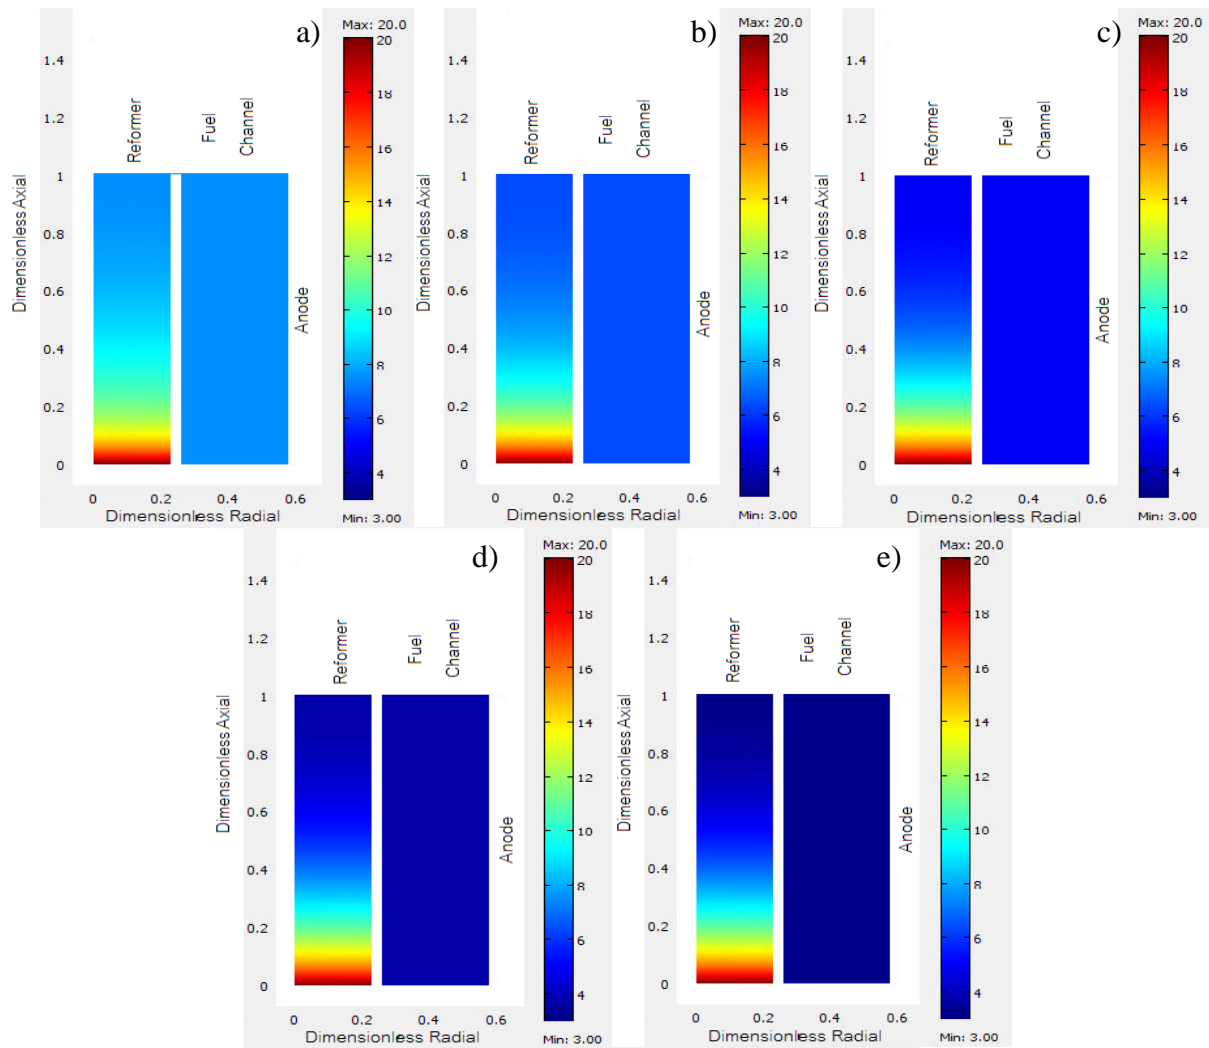 Max: 20.0
a)
20
18
16
14
12
10
8
6
4
Min: 3.00
1.4
1.2
1
0.8
0.6
0.4
0.2
0
Dimensionless Axial
Reformer
Fuel
Channel
Anode
0 0.2 0.4 0.6
Dimensionless Radial
Max: 20.0
b)
20
18
16
14
12
10
8
6
4
Min: 3.00
1.4
1.2
1
0.8
0.6
0.4
0.2
0
Dimensionless Axial
Reformer
Fuel
Channel
Anode
0 0.2 0.4 0.6
Dimensionless Radial
Max: 20.0
c)
20
18
16
14
12
10
8
6
4
Min: 3.00
1.4
1.2
1
0.8
0.6
0.4
0.2
0
Dimensionless Axial
Reformer
Fuel
Channel
Anode
0 0.2 0.4 0.6
Dimensionless Radial
Max: 20.0
d)
20
18
16
14
12
10
8
6
4
Min: 3.00
1.4
1.2
1
0.8
0.6
0.4
0.2
0
Dimensionless Axial
Reformer
Fuel
Channel
Anode
0 0.2 0.4 0.6
Dimensionless Radial
Max: 20.0
e)
20
18
16
14
12
10
8
6
4
Min: 3.00
1.4
1.2
1
0.8
0.6
0.4
0.2
0
Dimensionless Axial
Reformer
Fuel
Channel
Anode
0 0.2 0.4 0.6
Dimensionless Radial